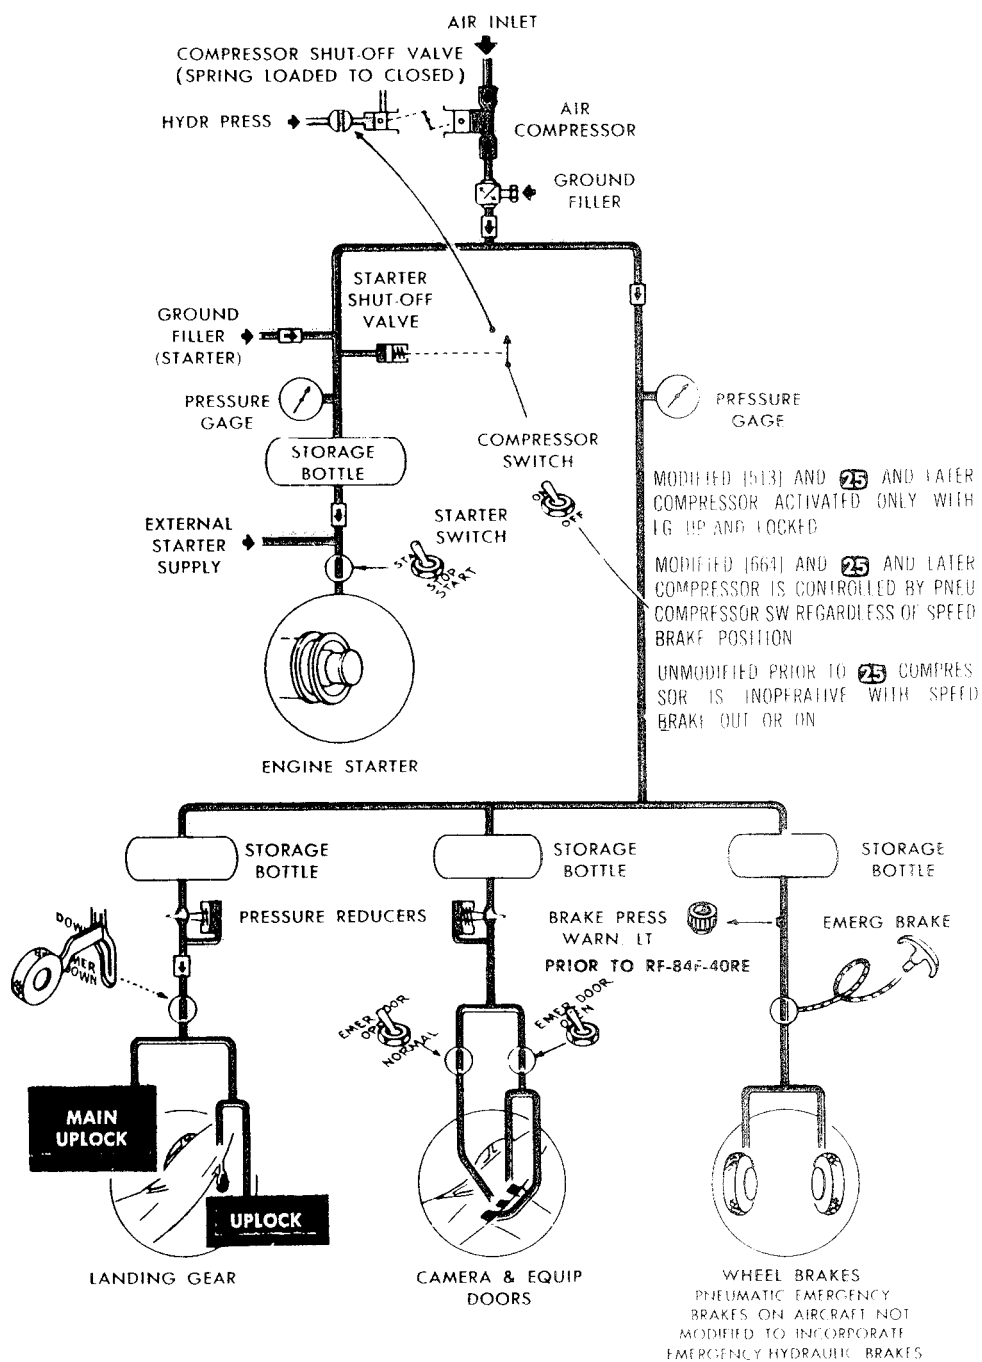 AIR INLET
COMPRESSOR SHUT-OFF VALVE
(SPRING LOADED TO CLOSED)
HYDR PRESS
AIR
COMPRESSOR
GROUND
FILLER
STARTER
SHUT-OFF
VALVE
GROUND
FILLER
(STARTER)
PRESSURE
GAGE
PRESSURE
GAGE
STORAGE
BOTTLE
COMPRESSOR
SWITCH
ON
OFF
MODIFIED [513] AND 25 AND LATER
COMPRESSOR ACTIVATED ONLY WITH
LG UP AND LOCKED
EXTERNAL
STARTER
SUPPLY
STARTER
SWITCH
STOP
START
MODIFIED [664] AND 25 AND LATER
COMPRESSOR IS CONTROLLED BY PNEU
COMPRESSOR SW REGARDLESS OF SPEED
BRAKE POSITION
UNMODIFIED PRIOR TO 25 COMPRES
SOR IS INOPERATIVE WITH SPEED
BRAKE OUT OR ON
ENGINE STARTER
STORAGE
BOTTLE
STORAGE
BOTTLE
STORAGE
BOTTLE
PRESSURE REDUCERS
BRAKE PRESS
WARN. LT
PRIOR TO RF-84F-40RE
EMERG BRAKE
EMER DOOR
NORMAL
EMER DOOR
OPEN
MAIN
UPLOCK
UPLOCK
LANDING GEAR
CAMERA & EQUIP
DOORS
WHEEL BRAKES
PNEUMATIC EMERGENCY
BRAKES ON AIRCRAFT NOT
MODIFIED TO INCORPORATE
EMERGENCY HYDRAULIC BRAKES